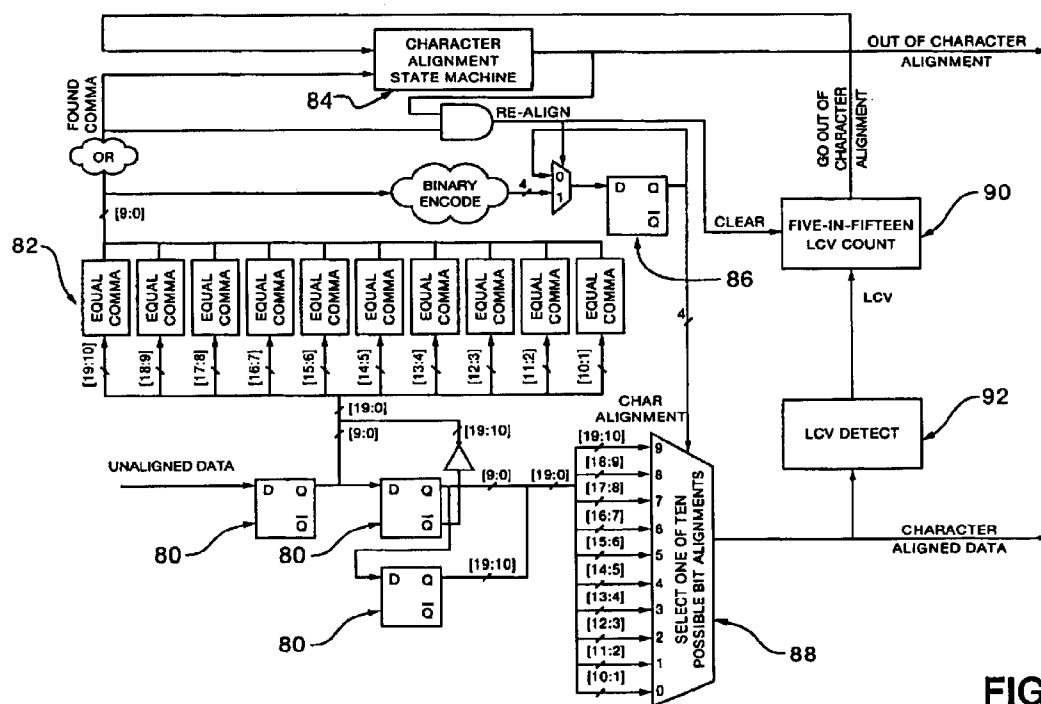 CHARACTER
ALIGNMENT
STATE MACHINE
84
OUT OF CHARACTER
ALIGNMENT
FOUND
COMMA
OR
RE-ALIGN
GO OUT OF
CHARACTER
ALIGNMENT
[9:0]
BINARY
ENCODE
4
0
1
D Q
Q
86
CLEAR
FIVE-IN-FIFTEEN
LCV COUNT
90
LCV
82
EQUAL
COMMA
EQUAL
COMMA
EQUAL
COMMA
EQUAL
COMMA
EQUAL
COMMA
EQUAL
COMMA
EQUAL
COMMA
EQUAL
COMMA
EQUAL
COMMA
EQUAL
COMMA
[19:10]
[18:9]
[17:8]
[16:7]
[15:6]
[14:5]
[13:4]
[12:3]
[11:2]
[10:1]
4
[19:0]
[9:0]
[19:10]
CHAR
ALIGNMENT
LCV DETECT
92
UNALIGNED DATA
D Q
Q
80
D Q
Q
80
D Q
Q
80
[9:0]
[19:0]
[19:10]
[19:10] 9
[18:9] 8
[17:8] 7
[16:7] 6
[15:6] 5
[14:5] 4
[13:4] 3
[12:3] 2
[11:2] 1
[10:1] 0
SELECT ONE OF TEN
POSSIBLE BIT ALIGNMENTS
88
CHARACTER
ALIGNED DATA
FIG